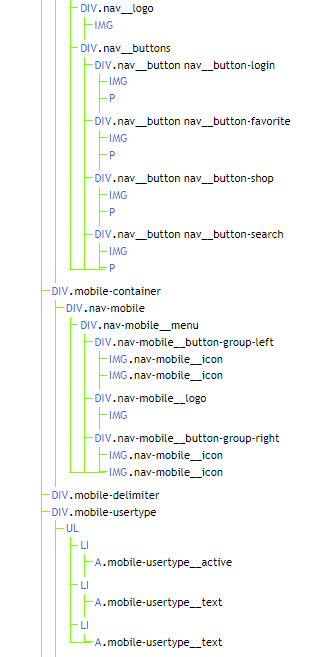 DIV.nav__logo
IMG
DIV.nav__buttons
DIV.nav__button nav__button-login
IMG
P
DIV.nav__button nav__button-favorite
IMG
P
DIV.nav__button nav__button-shop
IMG
P
DIV.nav__button nav__button-search
IMG
P
DIV.mobile-container
DIV.nav-mobile
DIV.nav-mobile__menu
DIV.nav-mobile__button-group-left
IMG.nav-mobile__icon
IMG.nav-mobile__icon
DIV.nav-mobile__logo
IMG
DIV.nav-mobile__button-group-right
IMG.nav-mobile__icon
IMG.nav-mobile__icon
DIV.mobile-delimiter
DIV.mobile-usertype
UL
LI
A.mobile-usertype__active
LI
A.mobile-usertype__text
LI
A.mobile-usertype__text